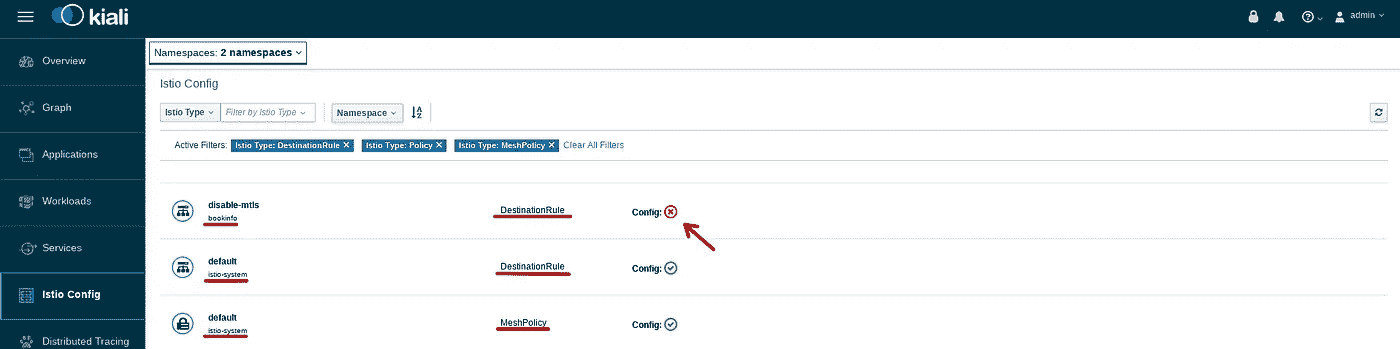 kiali
admin
Namespaces: 2 namespaces
Overview
Graph
Applications
Workloads
Services
Istio Config
Distributed Tracing
Istio Config
Istio Type Filter by Istio Type Namespace
Active Filters: Istio Type: DestinationRule Istio Type: Policy Istio Type: MeshPolicy Clear All Filters
disable-mtls
bookinfo
DestinationRule
Config:
default
istio-system
DestinationRule
Config:
default
istio-system
MeshPolicy
Config: